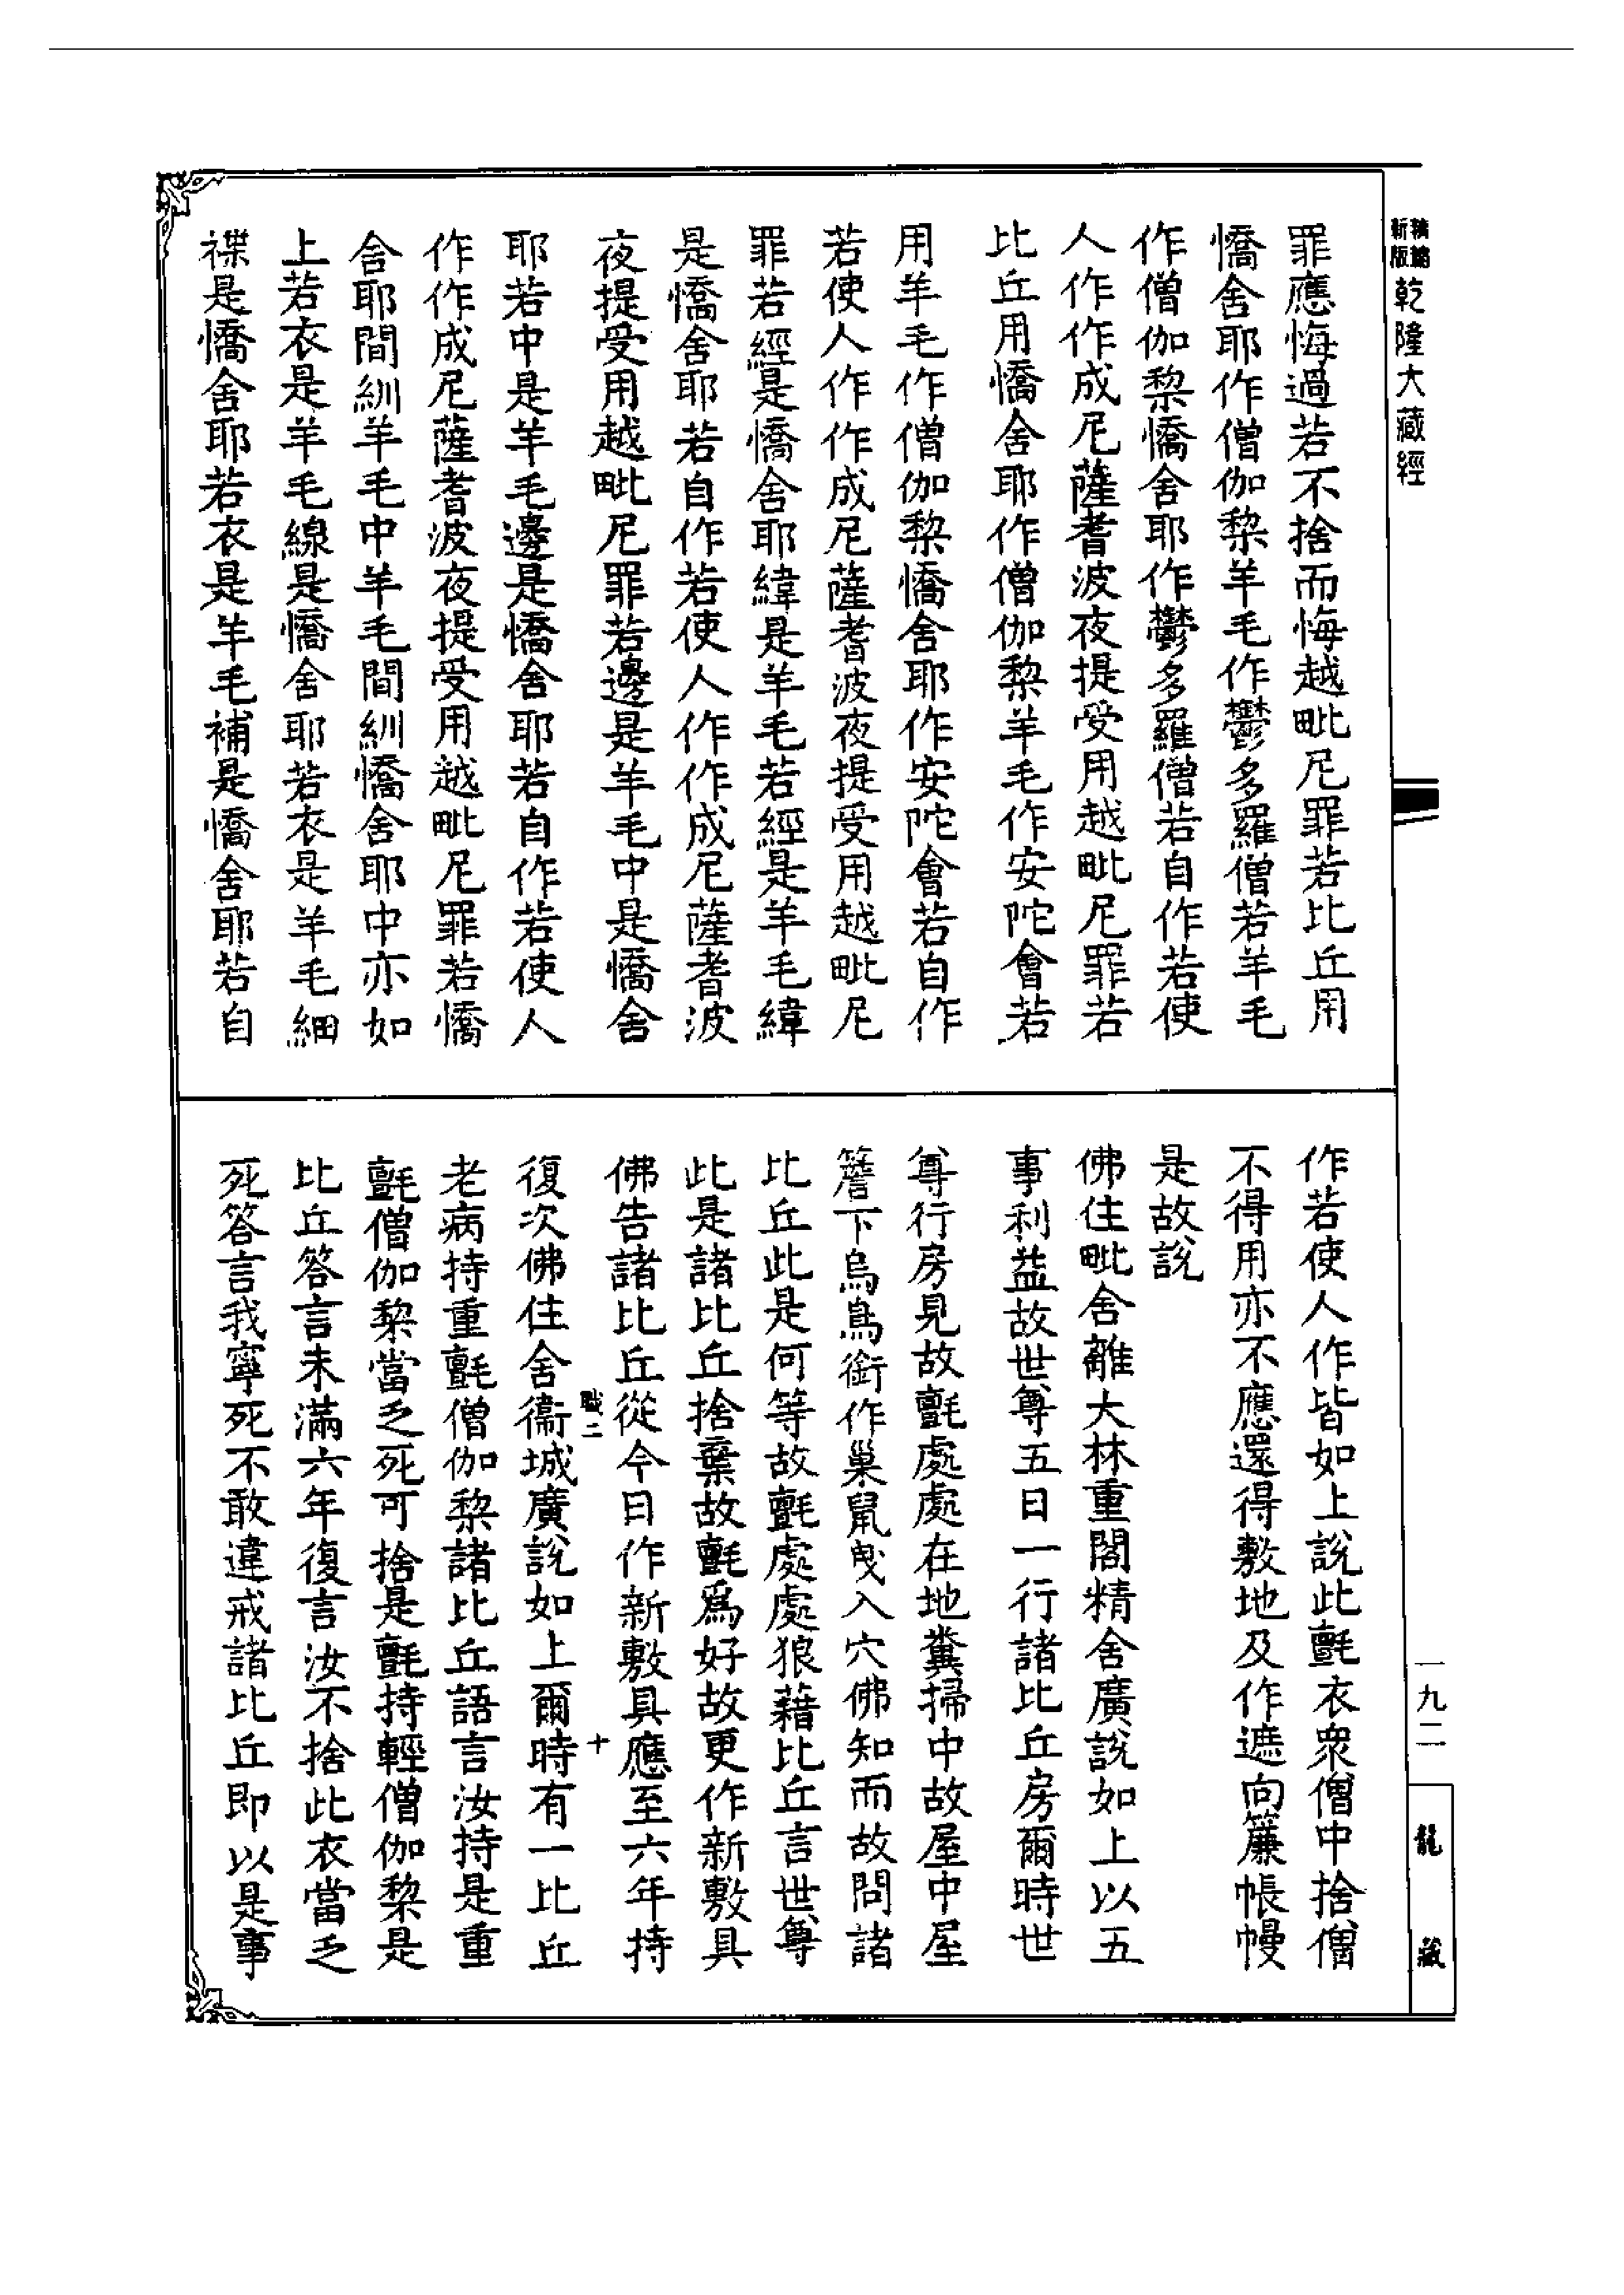 新版精縮乾隆大藏經
罪應悔過若不捨而悔越毗尼罪若比丘用
憍舍耶作僧伽梨羊毛作鬱多羅僧若羊毛
作僧伽梨憍舍耶作鬱多羅僧若自作若使
人作作成尼薩耆波夜提受用越毗尼罪若
比丘用憍舍耶作僧伽梨羊毛作安陀會若
用羊毛作僧伽梨憍舍耶作安陀會若自作
若使人作作成尼薩耆波夜提受用越毗尼
罪若經是憍舍耶緯是羊毛若經是羊毛緯
是憍舍耶若自作若使人作作成尼薩耆波
夜提受用越毗尼罪若邊是羊毛中是憍舍
耶若中是羊毛邊是憍舍耶若自作若使人
作作成尼薩耆波夜提受用越毗尼罪若憍
舍耶間紃羊毛中羊毛間紃憍舍耶中亦如
上若衣是羊毛線是憍舍耶若衣是羊毛細
襟是憍舍耶若衣是羊毛補是憍舍耶若自
作若使人作皆如上說此氈衣眾僧中捨僧
不得用亦不應還得敷地及作遮向簾帳幔
是故說
佛住毗舍離大林重閣精舍廣說如上以五
事利益故世尊五日一行諸比丘房爾時世
尊行房見故氈處處在地糞掃中故屋中屋
簷下烏鳥銜作巢鼠曳入穴佛知而故問諸
比丘此是何等故氈處處狼藉比丘言世尊
此是諸比丘捨棄故氈爲好故更作新敷具
佛告諸比丘從今日作新敷具應至六年持
職二
十
復次佛住舍衞城廣說如上爾時有一比丘
老病持重氈僧伽梨諸比丘語言汝持是重
氈僧伽梨當乏死可捨是氈持輕僧伽梨是
比丘答言未滿六年復言汝不捨此衣當乏
死答言我寧死不敢違戒諸比丘即以是事
一九二
龍藏